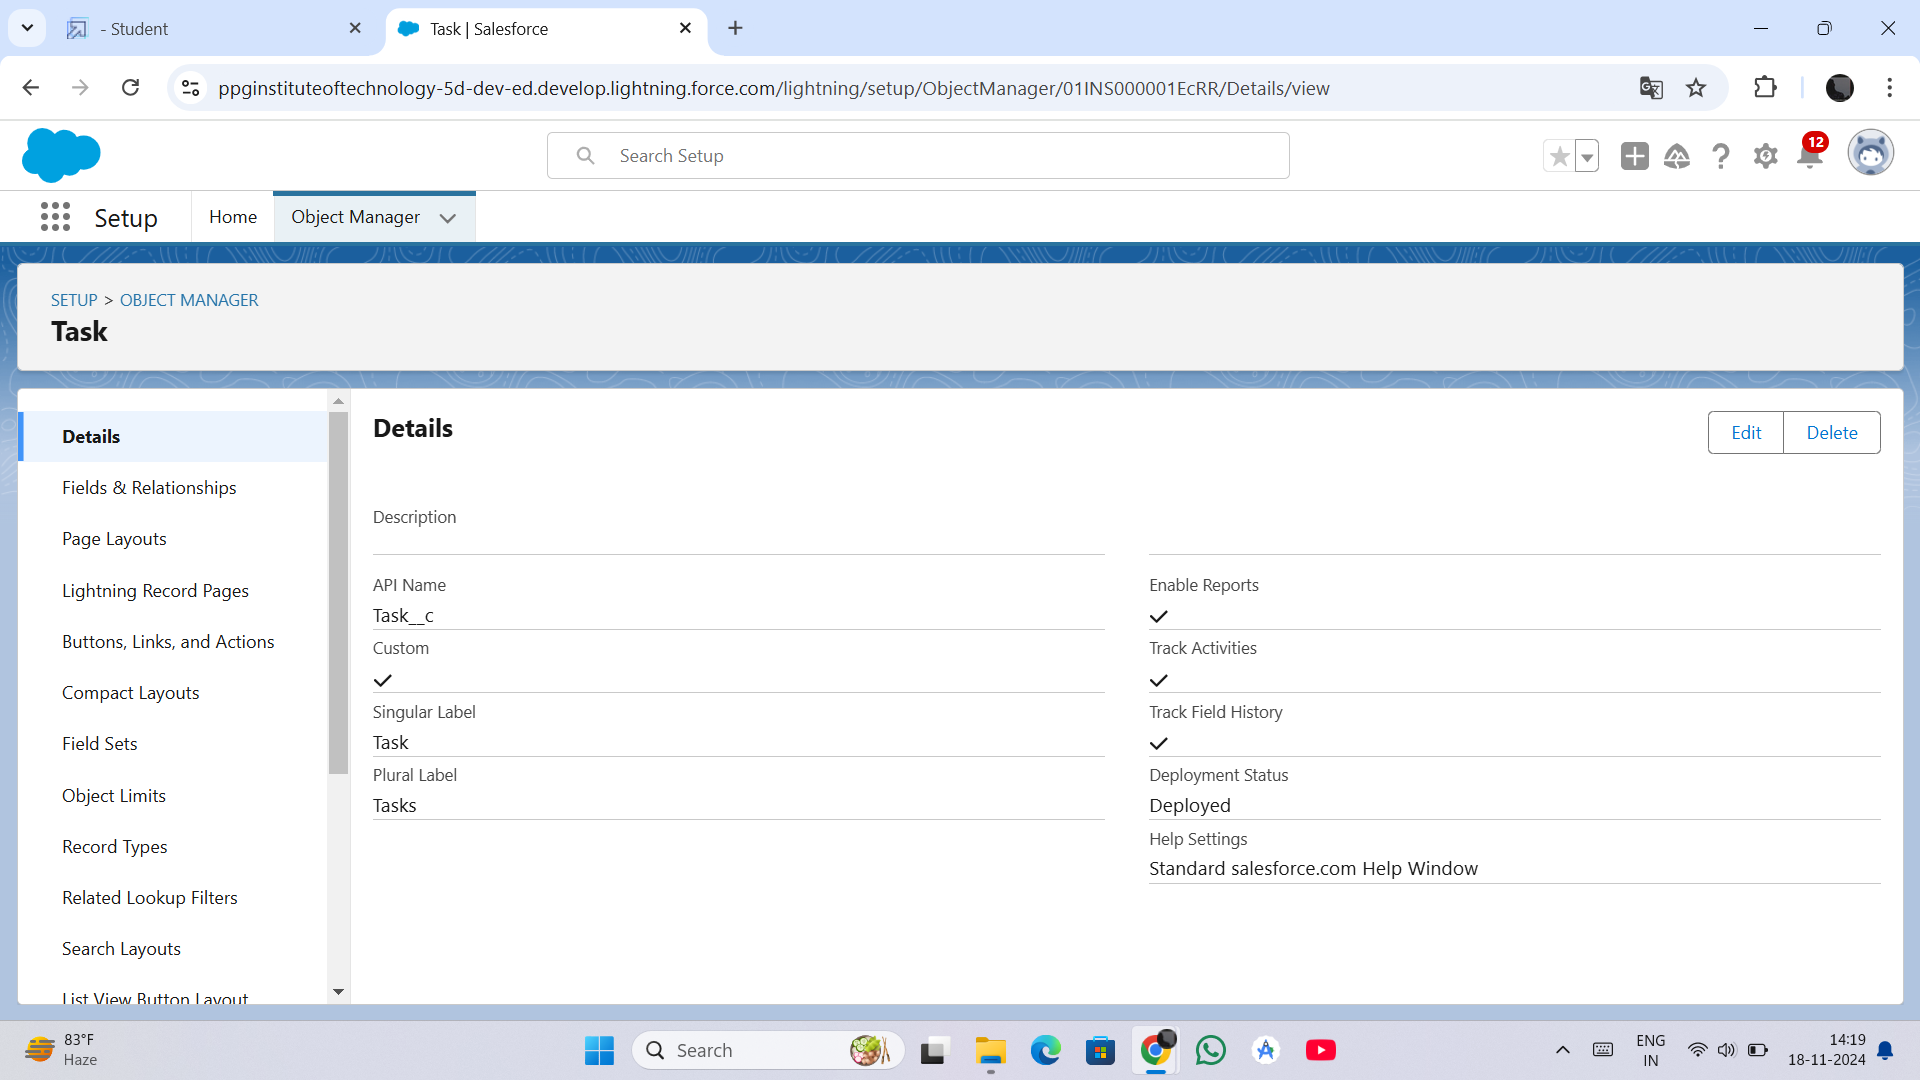 - Student
Task | Salesforce
ppginstituteoftechnology-5d-dev-ed.develop.lightning.force.com/lightning/setup/ObjectManager/01INS000001EcRR/Details/view
Search Setup
12
Setup
Home
Object Manager
SETUP > OBJECT MANAGER
Task
Details
Fields & Relationships
Page Layouts
Lightning Record Pages
Buttons, Links, and Actions
Compact Layouts
Field Sets
Object Limits
Record Types
Related Lookup Filters
Search Layouts
List View Button Layout
Details
Edit
Delete
Description
API Name
Task__c
Custom
Singular Label
Task
Plural Label
Tasks
Enable Reports
Track Activities
Track Field History
Deployment Status
Deployed
Help Settings
Standard salesforce.com Help Window
83°F
Haze
Search
ENG
IN
14:19
18-11-2024